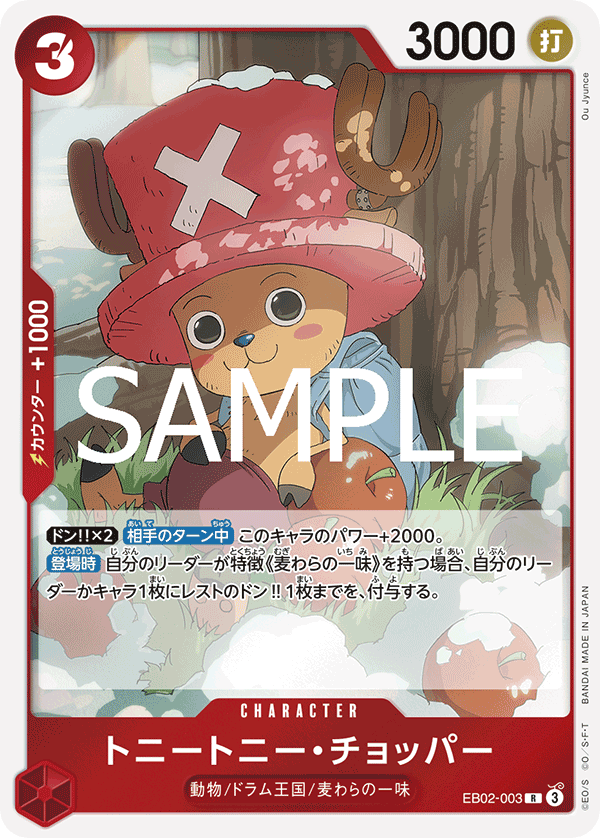 3
3000
打
Ou Jyunce
カウンター +1000
SAMPLE
ドン!!×2 相手のターン中 このキャラのパワー+2000。
登場時 自分のリーダーが特徴《麦わらの一味》を持つ場合、自分のリー
ダーかキャラ1枚にレストのドン!!1枚までを、付与する。
CHARACTER
トニートニー・チョッパー
動物/ドラム王国/麦わらの一味
EB02-003 R 3
©E.O/S ©O/S・F・T BANDAI MADE IN JAPAN